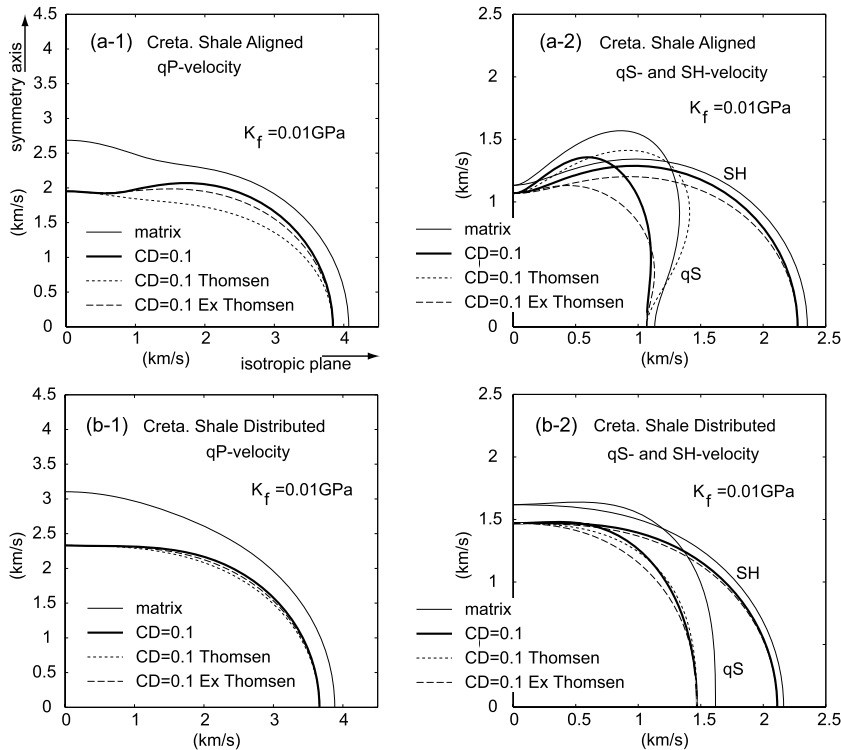 symmetry axis
(km/s)
4.5
4
3.5
3
2.5
2
1.5
1
0.5
0
(a-1) Creta. Shale Aligned
qP-velocity
K f =0.01GPa
matrix
CD=0.1
CD=0.1 Thomsen
CD=0.1 Ex Thomsen
0 1 2 3 4
(km/s)
isotropic plane
(km/s)
2.5
2
1.5
1
0.5
0
(a-2) Creta. Shale Aligned
qS- and SH-velocity
K f =0.01GPa
SH
qS
matrix
CD=0.1
CD=0.1 Thomsen
CD=0.1 Ex Thomsen
0 0.5 1 1.5 2 2.5
(km/s)
(km/s)
4.5
4
3.5
3
2.5
2
1.5
1
0.5
0
(b-1) Creta. Shale Distributed
qP-velocity
K f =0.01GPa
matrix
CD=0.1
CD=0.1 Thomsen
CD=0.1 Ex Thomsen
0 1 2 3 4
(km/s)
(km/s)
2.5
2
1.5
1
0.5
0
(b-2) Creta. Shale Distributed
qS- and SH-velocity
K f =0.01GPa
SH
qS
matrix
CD=0.1
CD=0.1 Thomsen
CD=0.1 Ex Thomsen
0 0.5 1 1.5 2 2.5
(km/s)